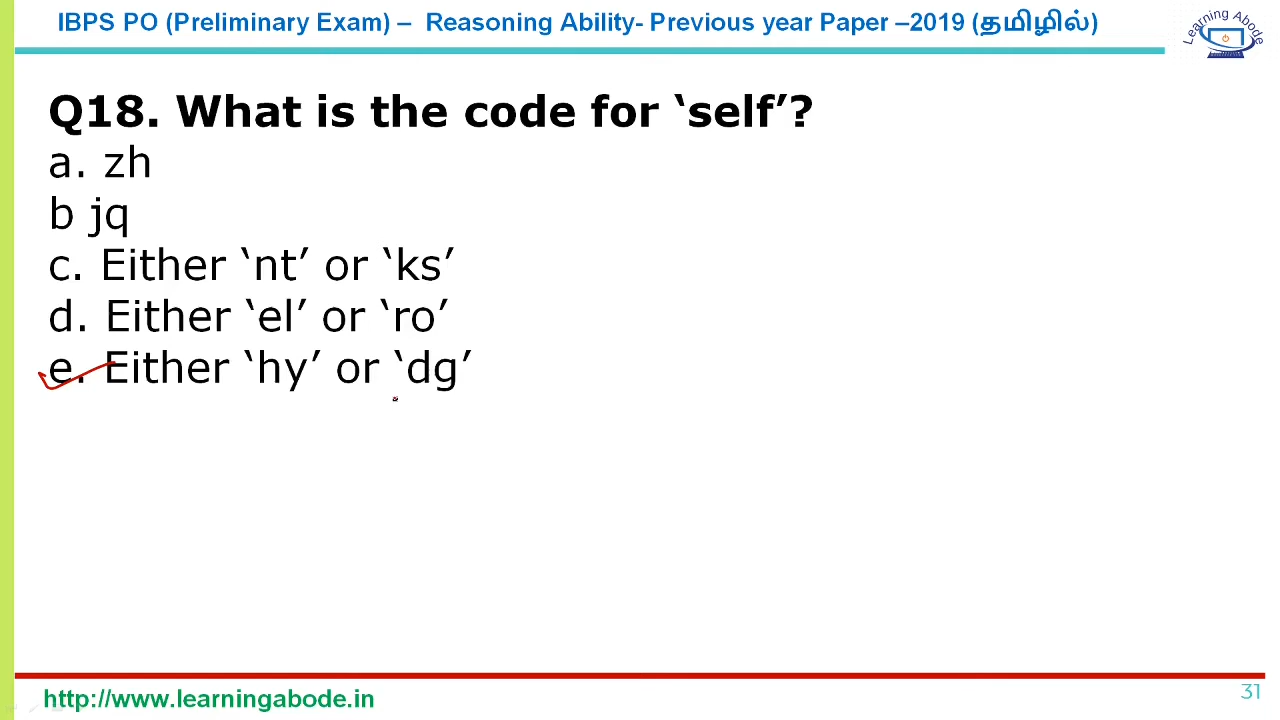 IBPS PO (Preliminary Exam) – Reasoning Ability- Previous year Paper –2019 (தமிழில்)
Learning Abode
Q18. What is the code for ‘self’?
a. zh
b jq
c. Either ‘nt’ or ‘ks’
d. Either ‘el’ or ‘ro’
e. Either ‘hy’ or ‘dg’
http://www.learningabode.in
31